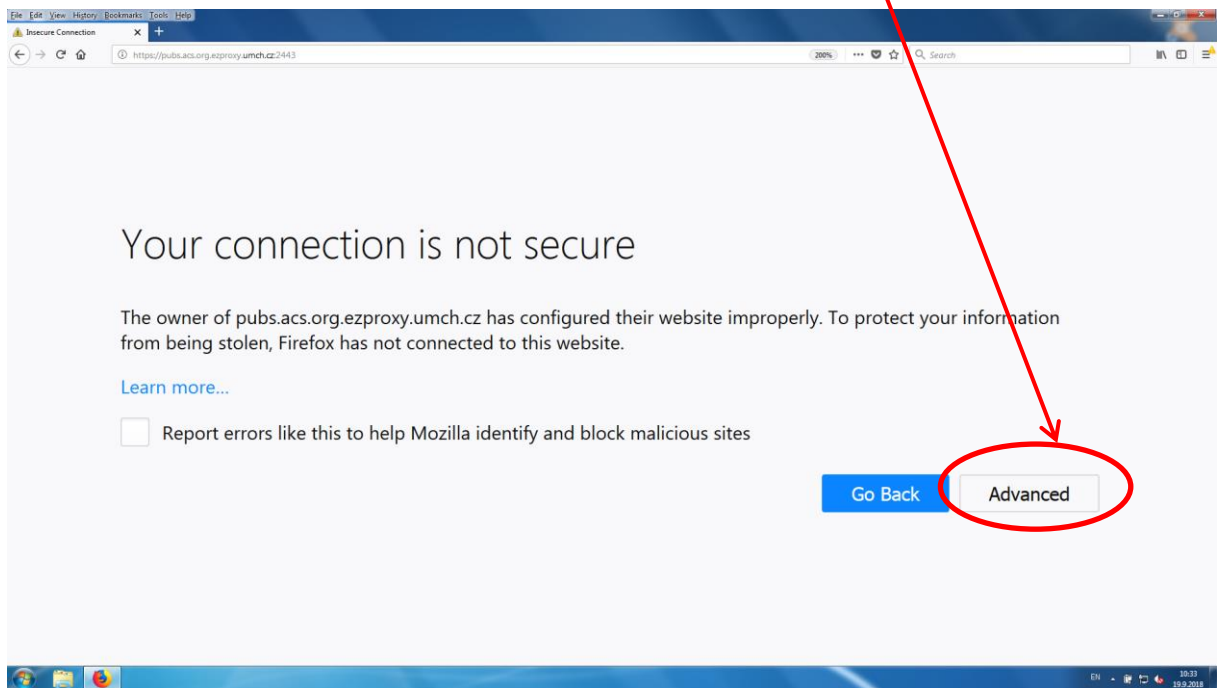 File Edit View History Bookmarks Tools Help
Insecure Connection
https://pubs.acs.org.ezproxy.umch.cz:2443
200%
Search
Your connection is not secure
The owner of pubs.acs.org.ezproxy.umch.cz has configured their website improperly. To protect your information
from being stolen, Firefox has not connected to this website.
Learn more...
Report errors like this to help Mozilla identify and block malicious sites
Go Back
Advanced
EN
10:33
19.9.2018